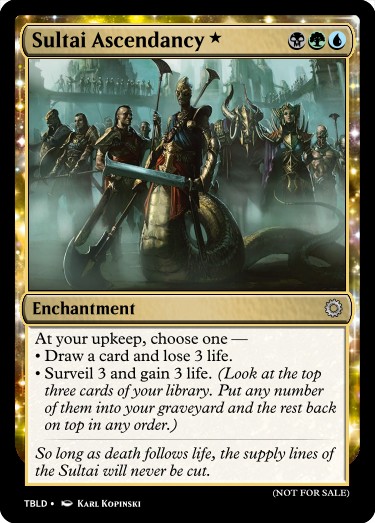 Sultai Ascendancy ★
Enchantment
At your upkeep, choose one —
• Draw a card and lose 3 life.
• Surveil 3 and gain 3 life. (Look at the top
three cards of your library. Put any number
of them into your graveyard and the rest back
on top in any order.)
So long as death follows life, the supply lines of
the Sultai will never be cut.
(NOT FOR SALE)
TBLD • Karl Kopinski